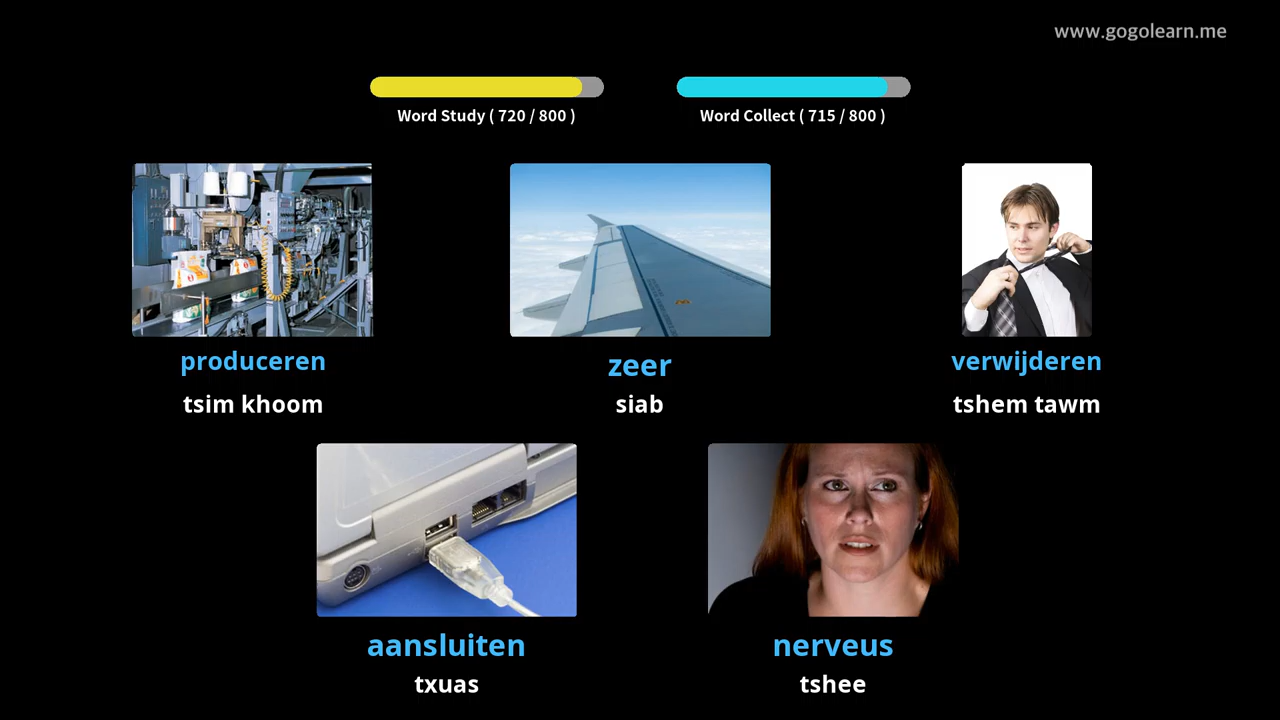 www.gogolearn.me
Word Study ( 720 / 800 )
Word Collect ( 715 / 800 )
produceren
zeer
verwijderen
tsim khoom
siab
tshem tawm
aansluiten
nerveus
txuas
tshee